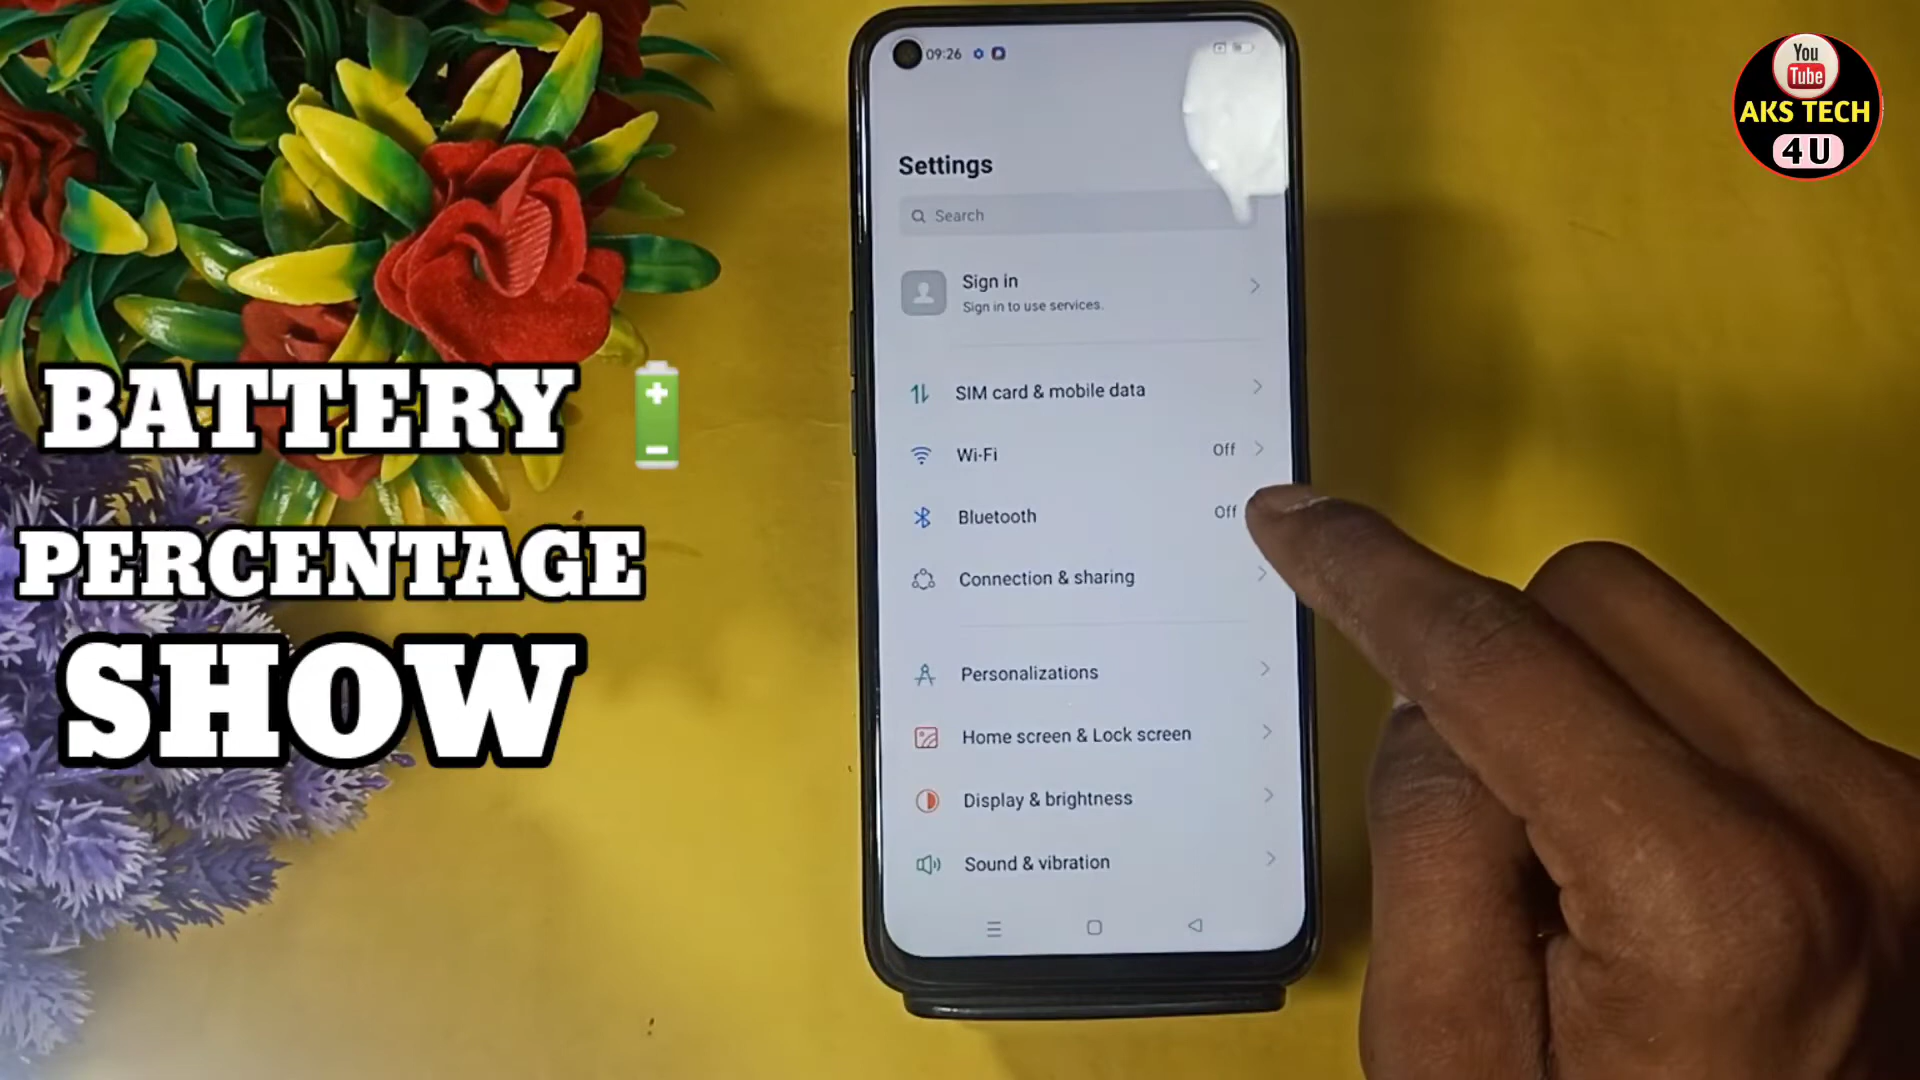 BATTERY
PERCENTAGE
SHOW
09:26
Settings
Search
Sign in
Sign in to use services.
SIM card & mobile data
Wi-Fi Off
Bluetooth Off
Connection & sharing
Personalizations
Home screen & Lock screen
Display & brightness
Sound & vibration
You
Tube
AKS TECH
4U